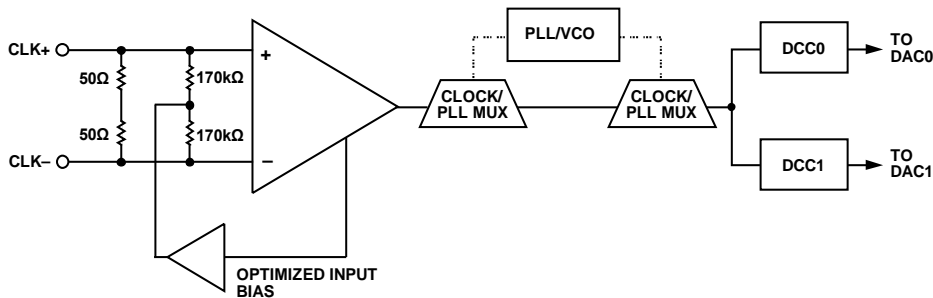 CLK+
50Ω
170kΩ
50Ω
170kΩ
CLK–
+
–
OPTIMIZED INPUT
BIAS
PLL/VCO
CLOCK/
PLL MUX
CLOCK/
PLL MUX
DCC0
TO
DAC0
DCC1
TO
DAC1